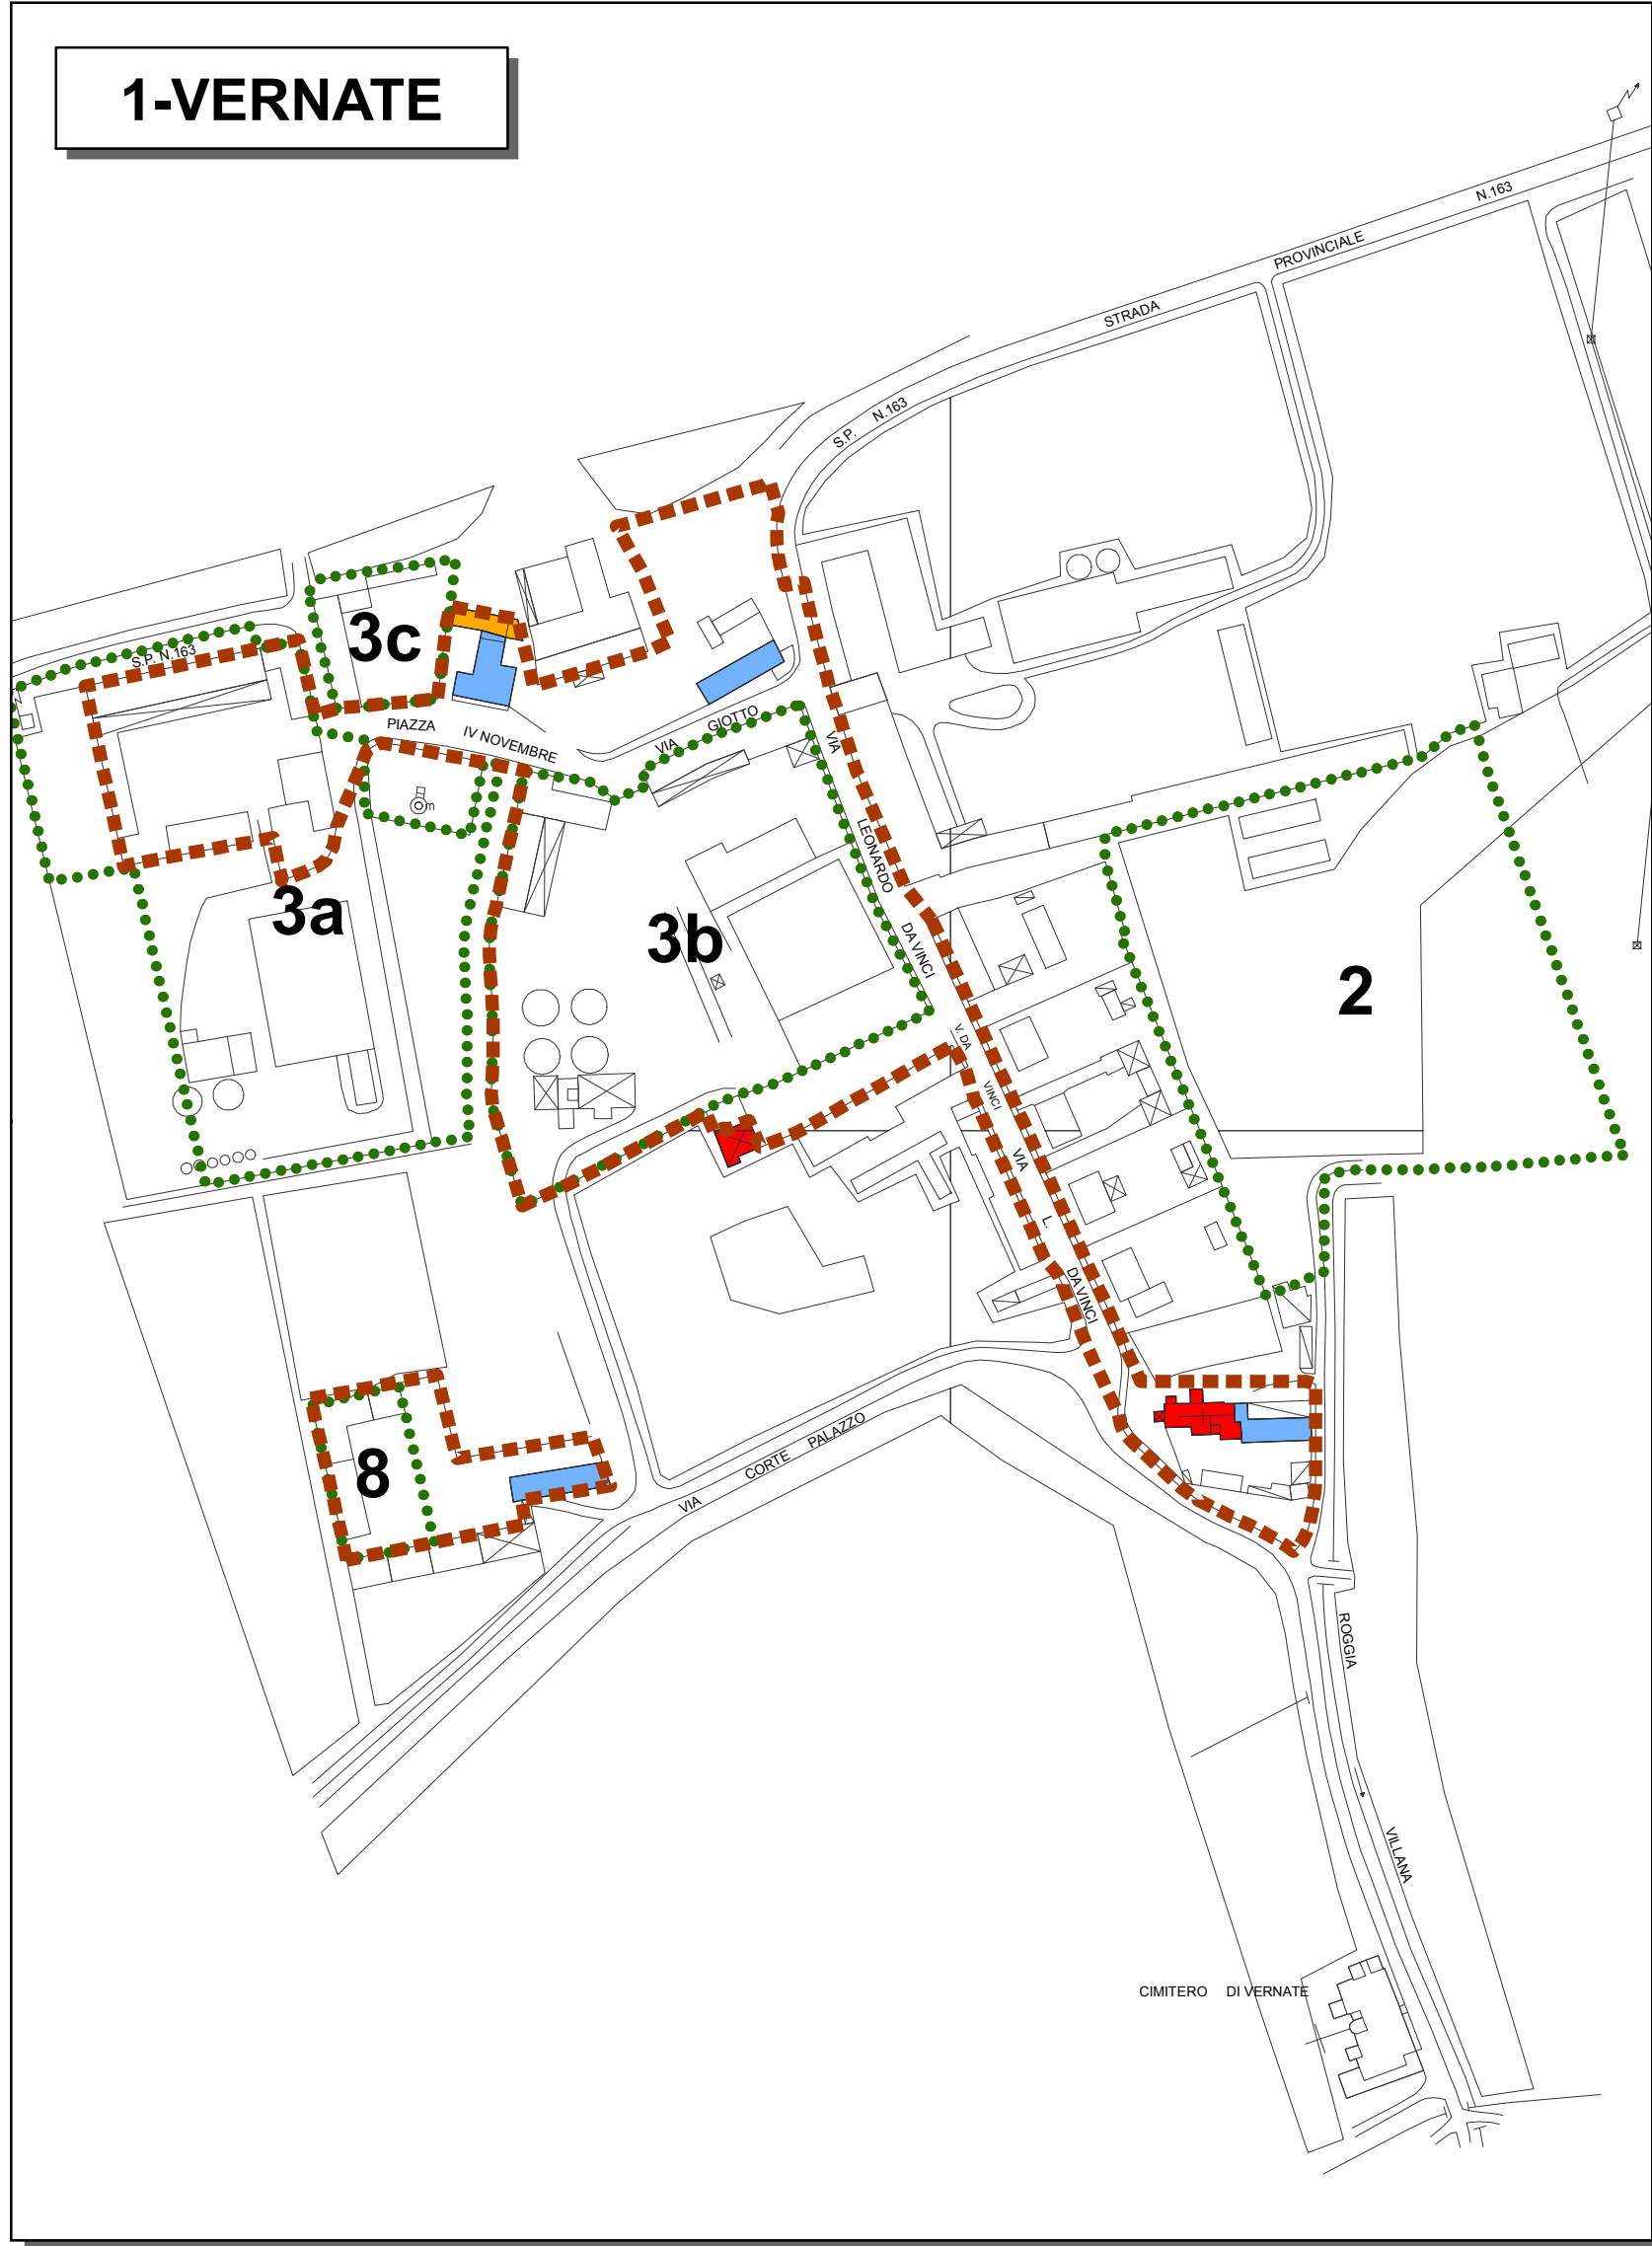 1-VERNATE
N.163
PROVINCIALE
STRADA
S.P. N.163
3c
S.P. N.163
PIAZZA IV NOVEMBRE
VIA GIOTTO
VIA LEONARDO DA VINCI
m
3a
3b
2
V. DA VINCI
VIA L. DA VINCI
8
VIA CORTE PALAZZO
ROGGIA VILLANA
CIMITERO DI VERNATE